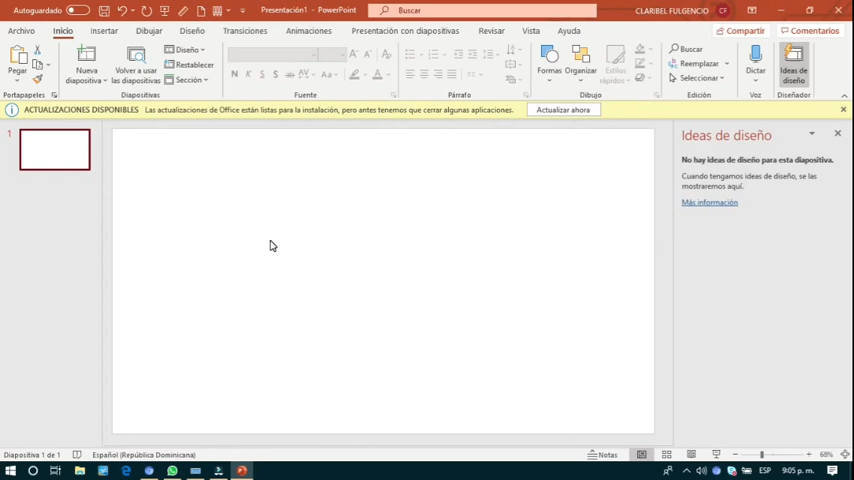 Autoguardado
Presentación1 - PowerPoint
Buscar
CLARIBEL FULGENCIO
CF
Archivo
Inicio
Insertar
Dibujar
Diseño
Transiciones
Animaciones
Presentación con diapositivas
Revisar
Vista
Ayuda
Compartir
Comentarios
Pegar
Nueva
diapositiva
Volver a usar
las diapositivas
Diseño
Restablecer
Sección
N K S S ab AV Aa A
Formas
Organizar
Estilos
rápidos
Buscar
Reemplazar
Seleccionar
Dictar
Ideas de
diseño
Portapapeles
Diapositivas
Fuente
Párrafo
Dibujo
Edición
Voz
Diseñador
ACTUALIZACIONES DISPONIBLES Las actualizaciones de Office están listas para la instalación, pero antes tenemos que cerrar algunas aplicaciones.
Actualizar ahora
1
Ideas de diseño
No hay ideas de diseño para esta diapositiva.
Cuando tengamos ideas de diseño, se las
mostraremos aquí.
Más información
Diapositiva 1 de 1
Español (República Dominicana)
Notas
68%
ESP
9:05 p. m.